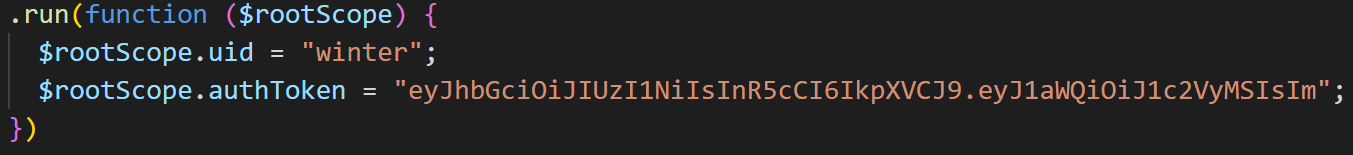 .run(function ($rootScope) {
$rootScope.uid = "winter";
$rootScope.authToken = "eyJhbGciOiJIUzI1NiIsInR5cCI6IkpXVCJ9.eyJ1aWQiOiJ1c2VyMSIsIm";
})